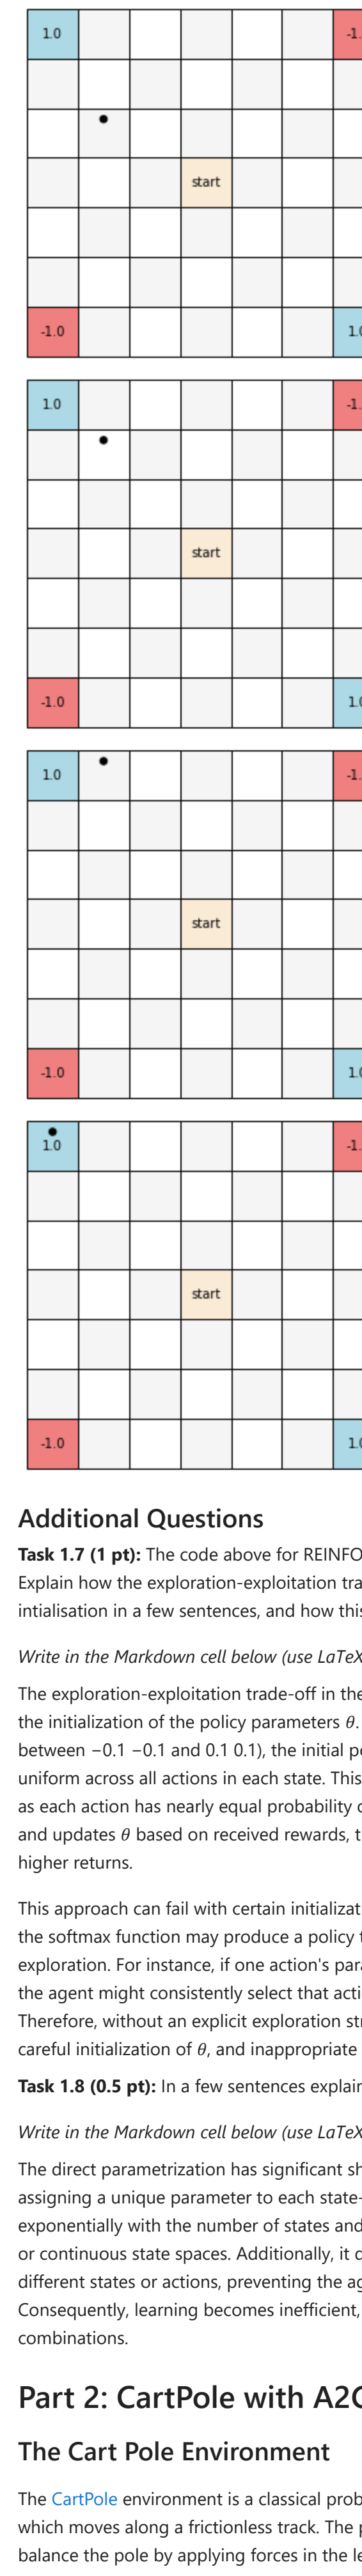 1.0 -1.
start
-1.0 1.0
1.0 -1.
start
-1.0 1.0
1.0 -1.
start
-1.0 1.0
1.0 -1.
start
-1.0 1.0
Additional Questions
Task 1.7 (1 pt): The code above for REINFO
Explain how the exploration-exploitation tra
intialisation in a few sentences, and how this
Write in the Markdown cell below (use LaTeX
The exploration-exploitation trade-off in the
the initialization of the policy parameters θ.
between −0.1 −0.1 and 0.1 0.1), the initial po
uniform across all actions in each state. This
as each action has nearly equal probability o
and updates θ based on received rewards, t
higher returns.
This approach can fail with certain initializat
the softmax function may produce a policy t
exploration. For instance, if one action's para
the agent might consistently select that acti
Therefore, without an explicit exploration str
careful initialization of θ, and inappropriate
Task 1.8 (0.5 pt): In a few sentences explain
Write in the Markdown cell below (use LaTeX
The direct parametrization has significant sh
assigning a unique parameter to each state-
exponentially with the number of states and
or continuous state spaces. Additionally, it d
different states or actions, preventing the ag
Consequently, learning becomes inefficient,
combinations.
Part 2: CartPole with A2C
The Cart Pole Environment
The CartPole environment is a classical prob
which moves along a frictionless track. The p
balance the pole by applying forces in the le